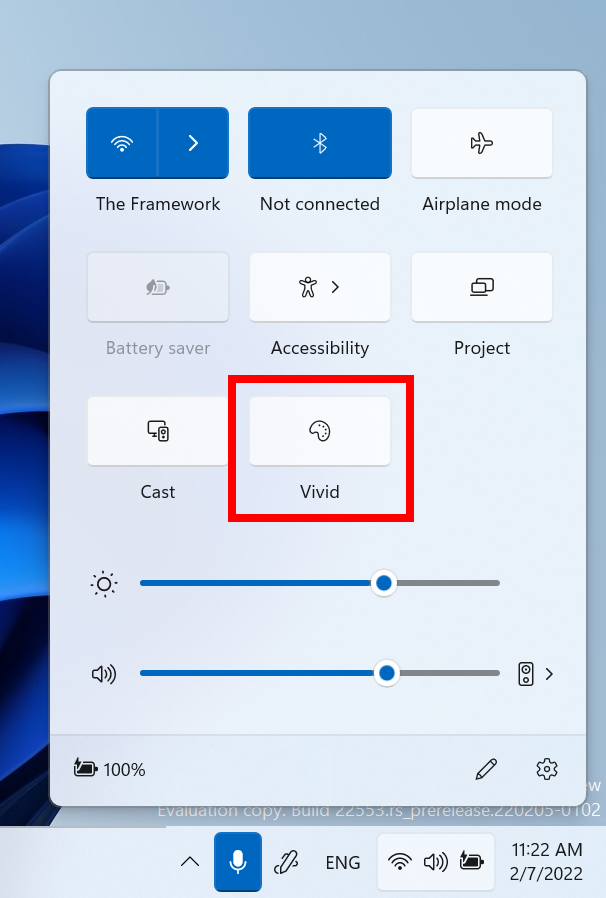 The Framework
Not connected
Airplane mode
Battery saver
Accessibility
Project
Cast
Vivid
100%
Evaluation copy. Build 22553.rs_prerelease.220205-0102
ENG
11:22 AM
2/7/2022